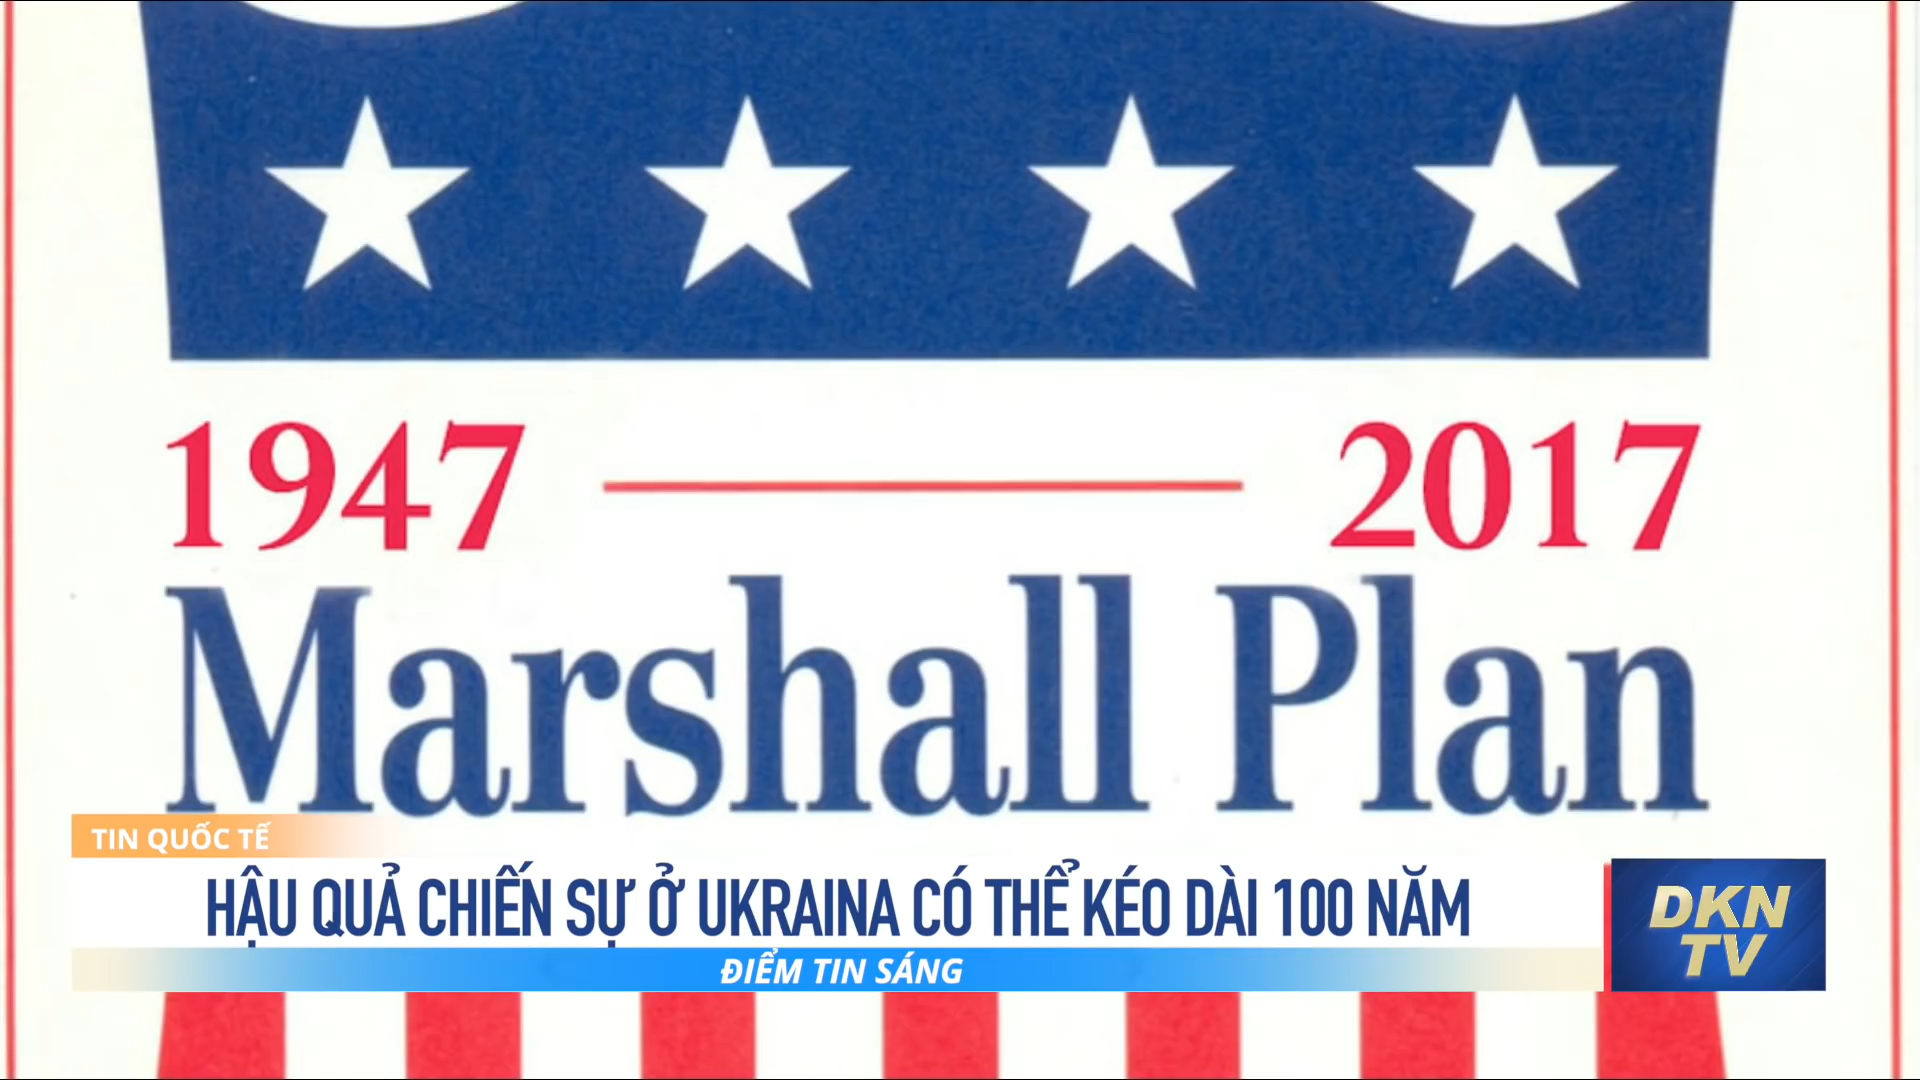 1947 2017
Marshall Plan
TIN QUỐC TẾ
HẬU QUẢ CHIẾN SỰ Ở UKRAINA CÓ THỂ KÉO DÀI 100 NĂM
ĐIỂM TIN SÁNG
DKN
TV